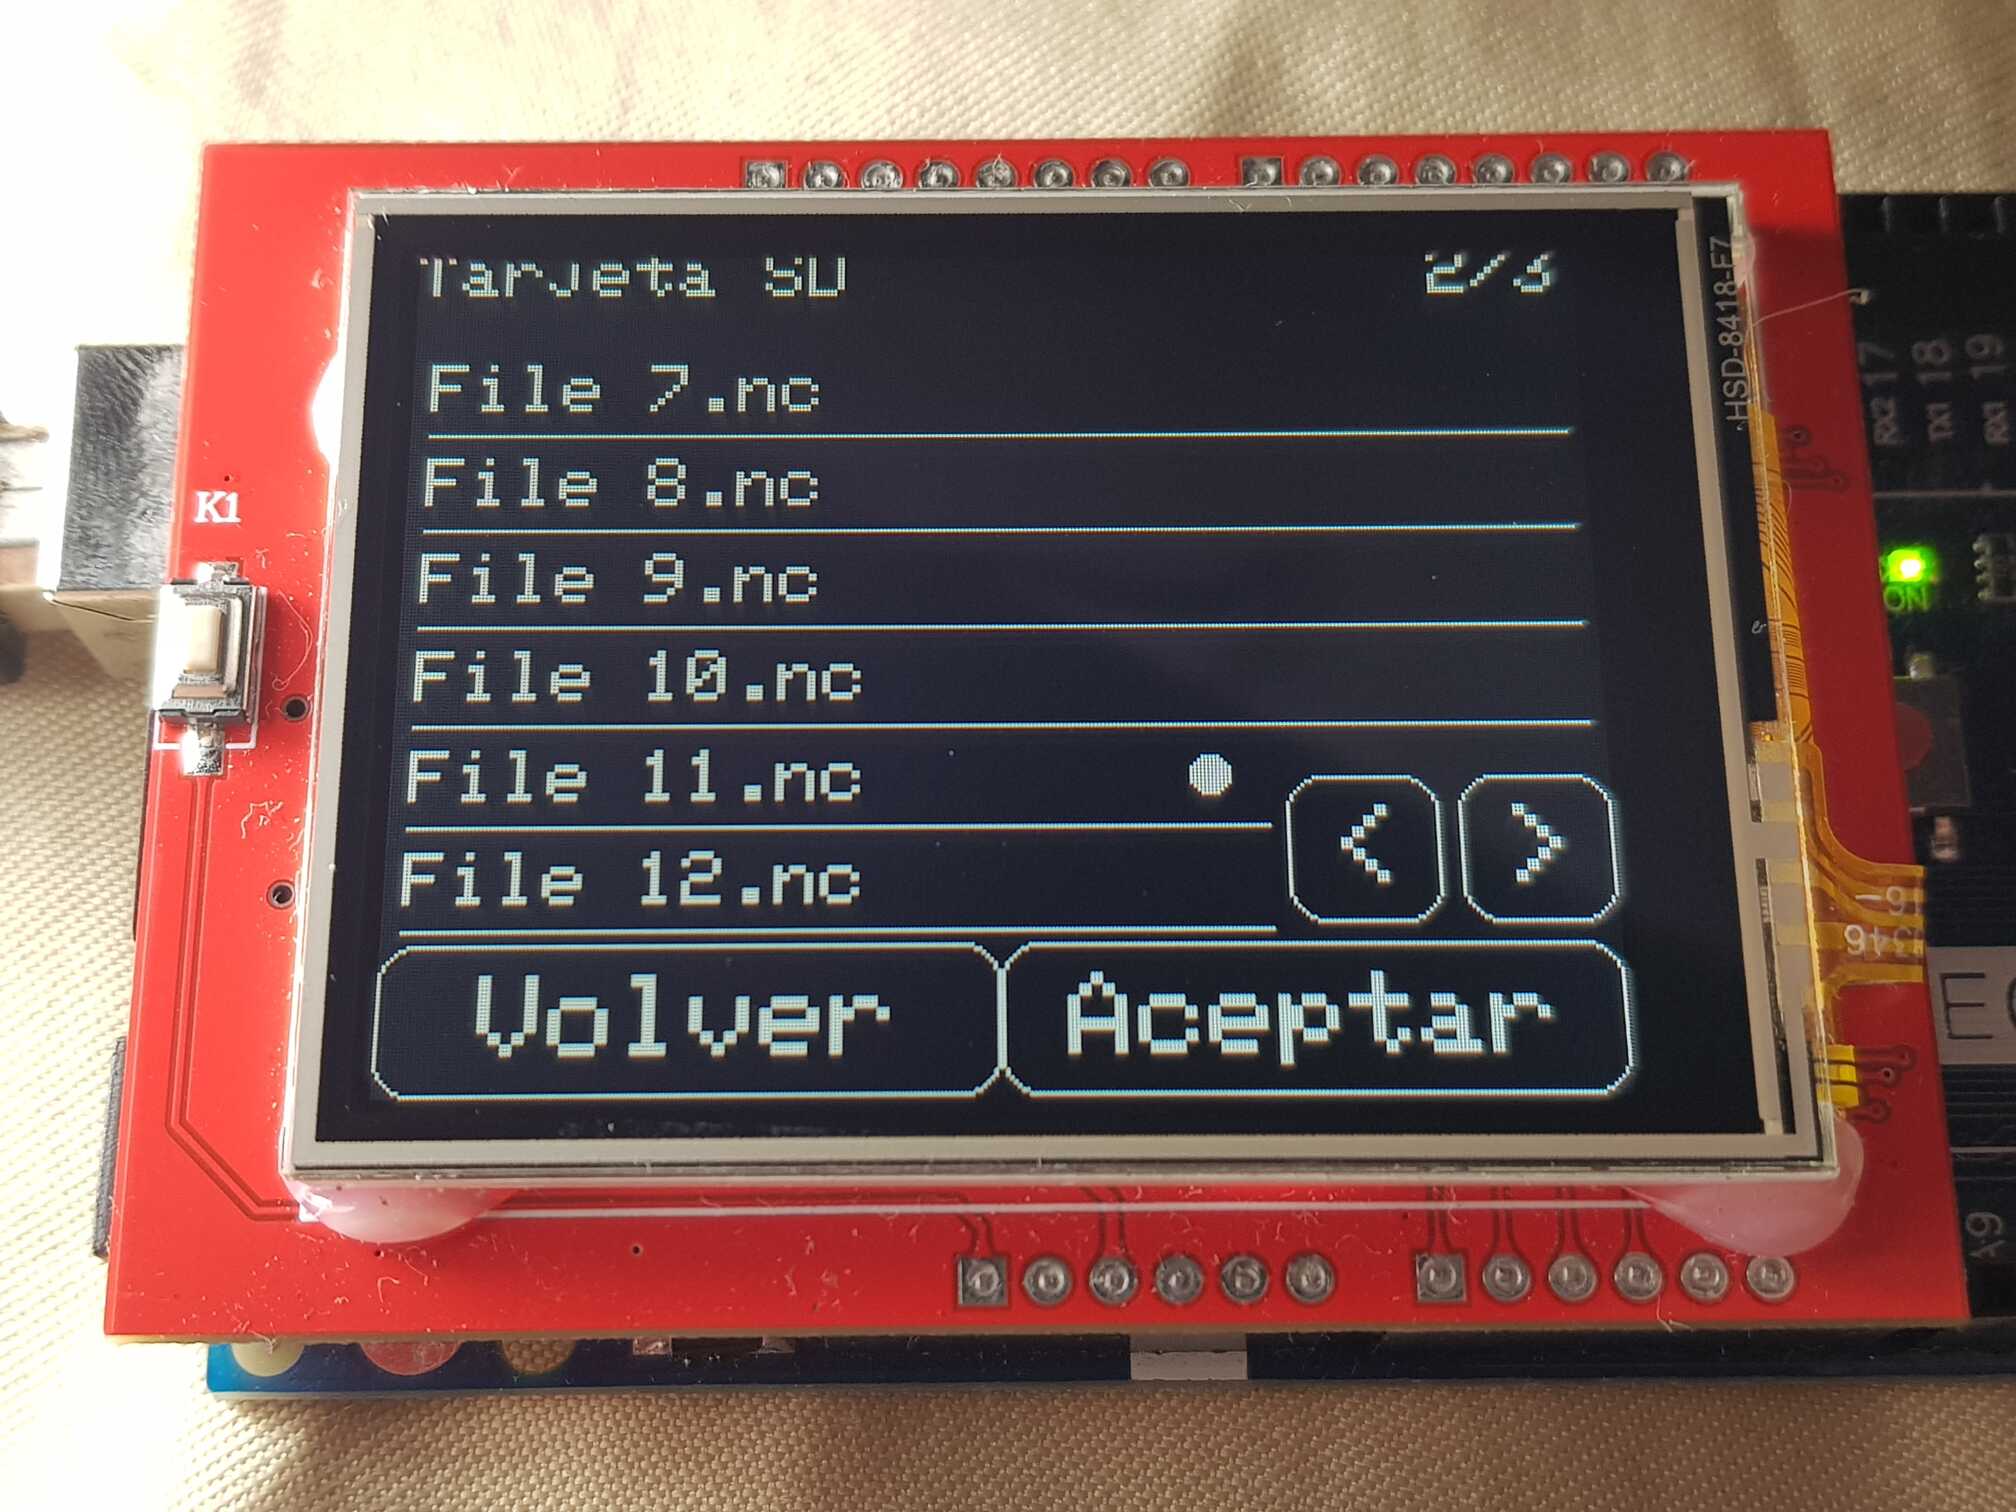 Tarjeta SD 2/3
File 7.nc
File 8.nc
File 9.nc
File 10.nc
File 11.nc
File 12.nc
< >
Volver Aceptar
K1
HSD-8418-F7
RX2 17
TX1 18
RX1 19
ON
A9